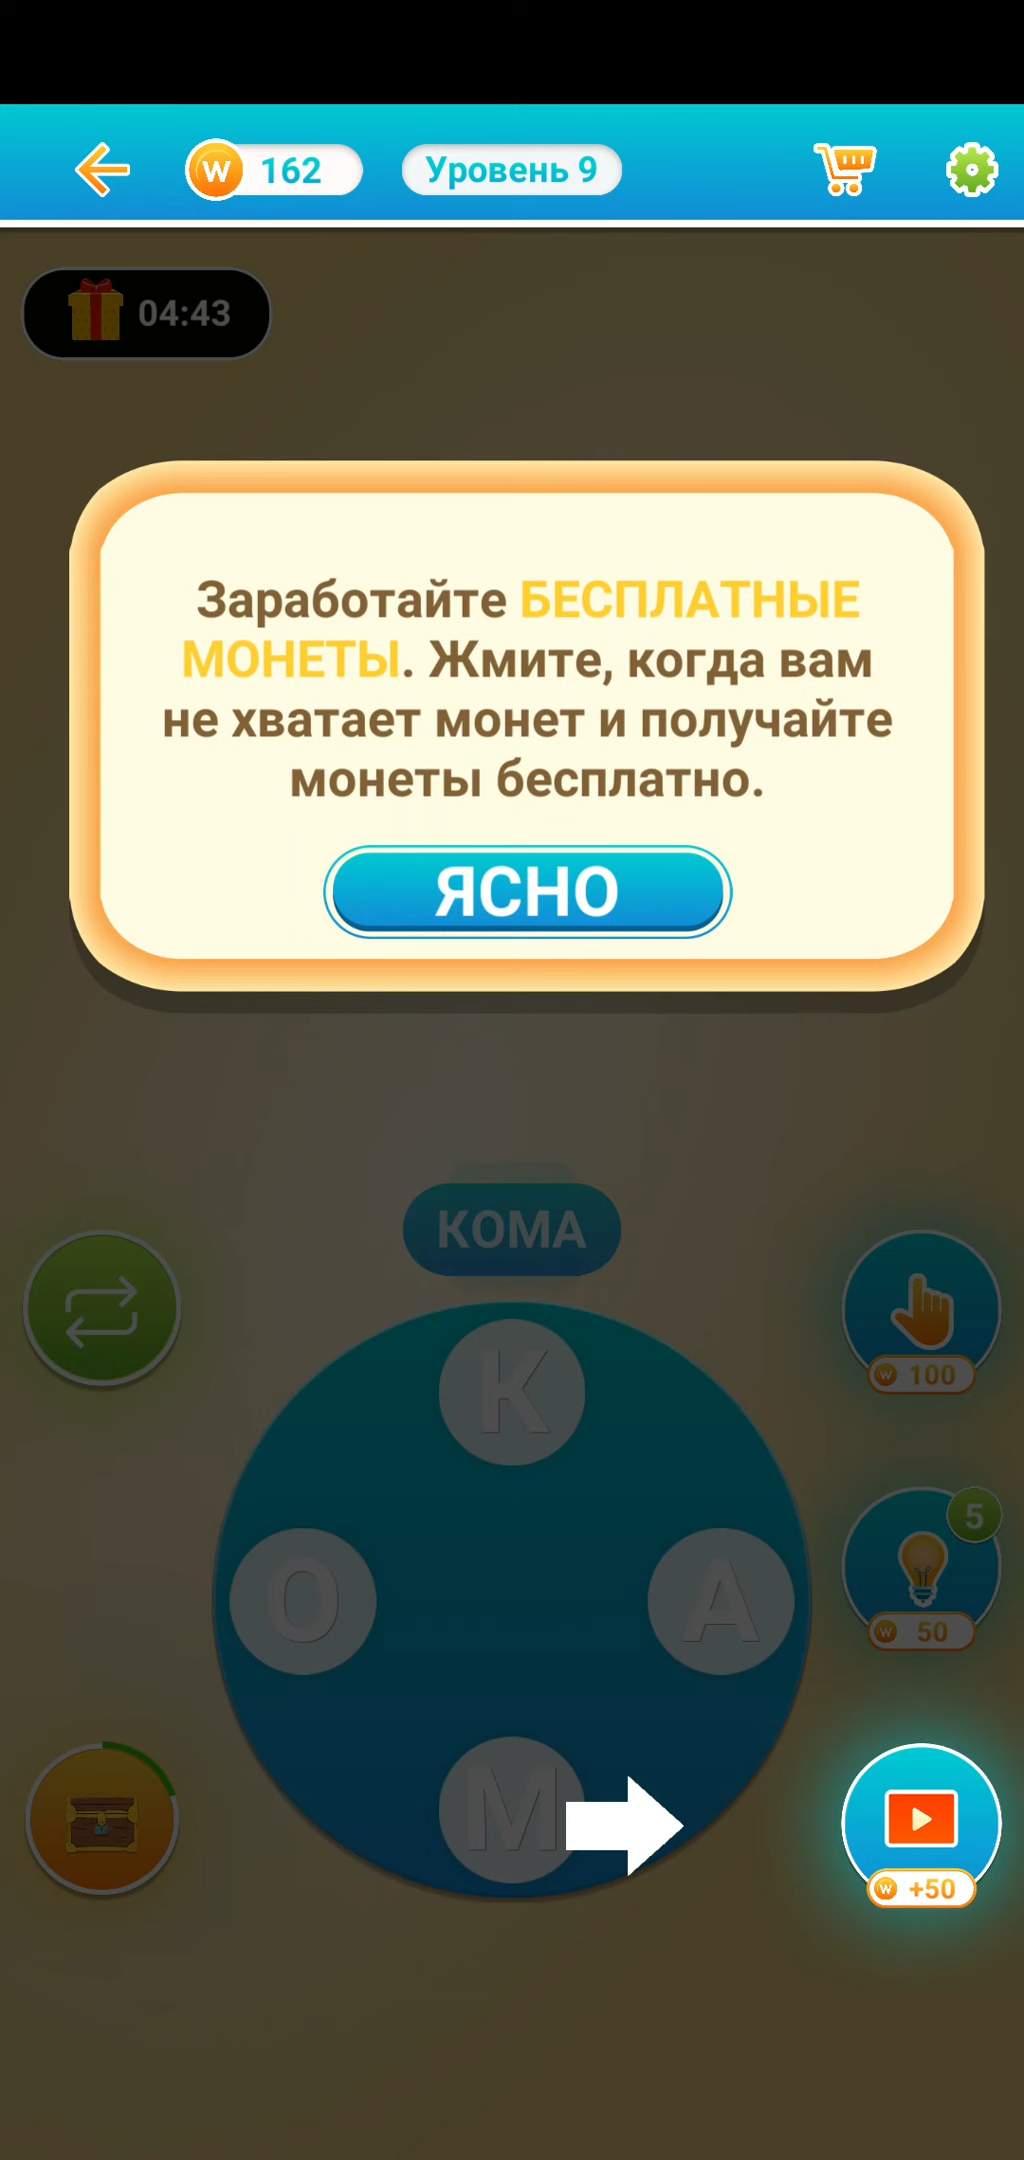 W 162 Уровень 9
04:43
Заработайте БЕСПЛАТНЫЕ
МОНЕТЫ. Жмите, когда вам
не хватает монет и получайте
монеты бесплатно.
ЯСНО
КОМА
К
W 100
О
А
5
W 50
М
W +50